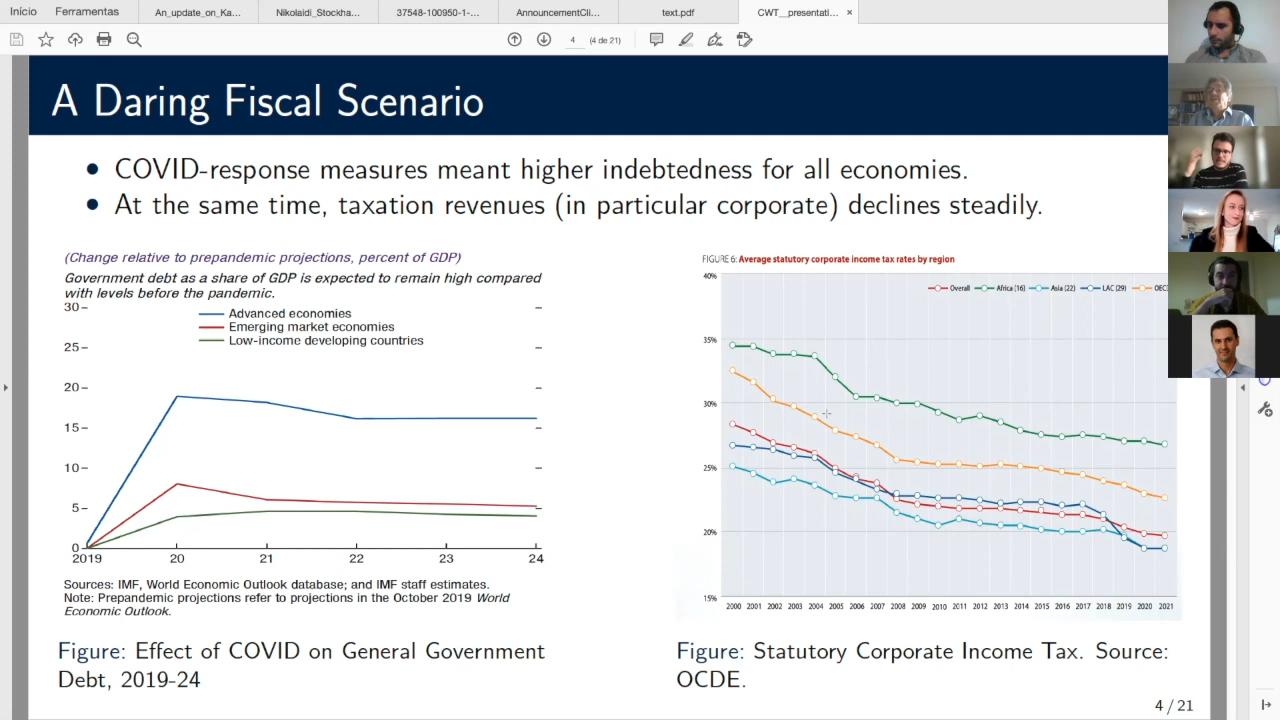 Início Ferramentas An_update_on_Ka... Nikolaidi_Stockha... 37548-100950-1-... AnnouncementCli... text.pdf CWT__presentati... ×
4 (4 de 21)
A Daring Fiscal Scenario
• COVID-response measures meant higher indebtedness for all economies.
• At the same time, taxation revenues (in particular corporate) declines steadily.
(Change relative to prepandemic projections, percent of GDP)
Government debt as a share of GDP is expected to remain high compared
with levels before the pandemic.
30
25
20
15
10
5
0
Advanced economies
Emerging market economies
Low-income developing countries
2019 20 21 22 23 24
Sources: IMF, World Economic Outlook database; and IMF staff estimates.
Note: Prepandemic projections refer to projections in the October 2019 World
Economic Outlook.
Figure: Effect of COVID on General Government
Debt, 2019-24
FIGURE 6: Average statutory corporate income tax rates by region
40%
35%
30%
25%
20%
15%
Overall Africa (16) Asia (22) LAC (29) OEC
2000 2001 2002 2003 2004 2005 2006 2007 2008 2009 2010 2011 2012 2013 2014 2015 2016 2017 2018 2019 2020 2021
Figure: Statutory Corporate Income Tax. Source:
OCDE.
4 / 21